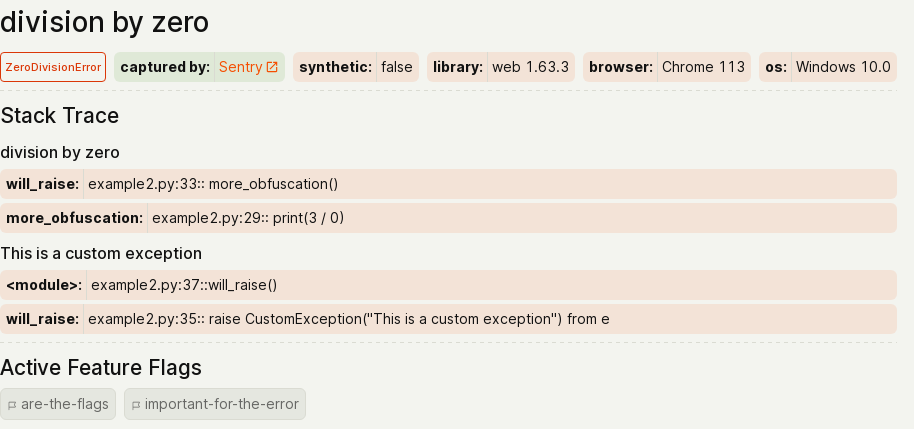 division by zero
ZeroDivisionError captured by: Sentry synthetic: false library: web 1.63.3 browser: Chrome 113 os: Windows 10.0
Stack Trace
division by zero
will_raise: example2.py:33:: more_obfuscation()
more_obfuscation: example2.py:29:: print(3 / 0)
This is a custom exception
<module>: example2.py:37::will_raise()
will_raise: example2.py:35:: raise CustomException("This is a custom exception") from e
Active Feature Flags
are-the-flags important-for-the-error